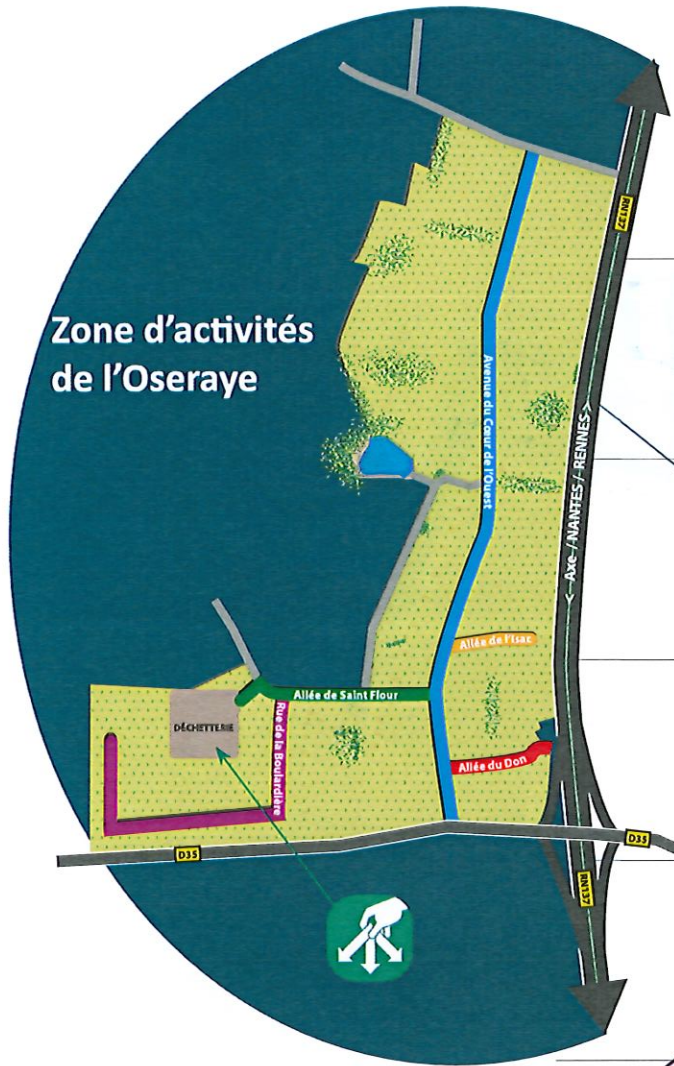 RN137
Zone d'activités
de l'Oseraye
Avenue du Cœur de l'Ouest
< Axe / NANTES / RENNES >
Allée de l'Isac
Allée de Saint Flour
DÉCHETTERIE
Rue de la Boulardière
Allée du Don
D35
D35
RN137